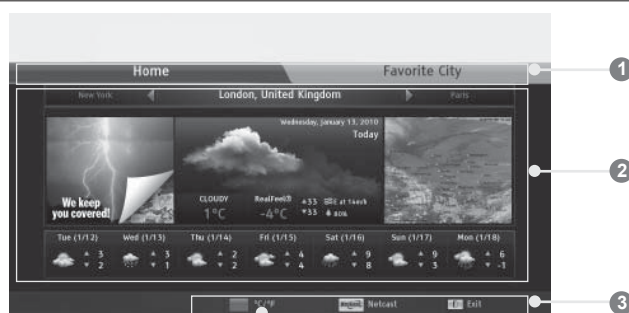 Home
Favorite City
1
New York
London, United Kingdom
Paris
2
Wednesday, January 13, 2010
Today
We keep
you covered!
CLOUDY
1°C
RealFeel®
-4°C
33
33
80%
Tue (1/12)
3
2
Wed (1/13)
3
1
Thu (1/14)
2
2
Fri (1/15)
4
4
Sat (1/16)
9
8
Sun (1/17)
9
3
Mon (1/18)
6
-1
°C/°F
Netcast
Exit
3